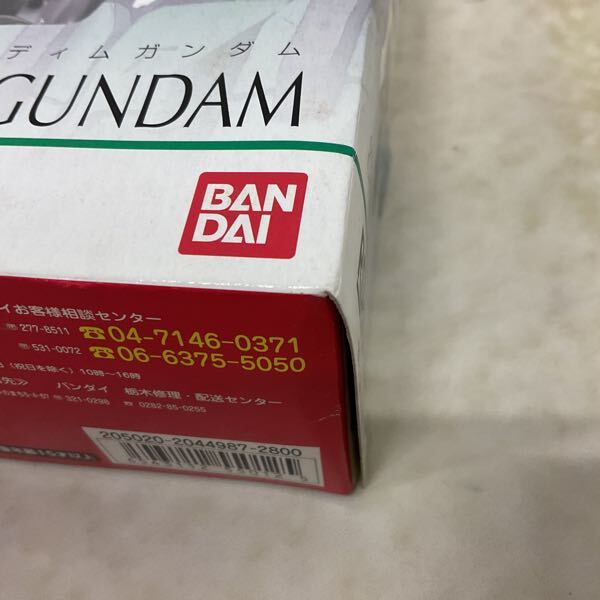 ディムガンダム
GUNDAM
BAN
DAI
イお客様相談センター
〒277-8511 ☎04-7146-0371
〒531-0072 ☎06-6375-5050
(祝日を除く) 10時〜16時
先≫ バンダイ 栃木修理・配送センター
〒321-0298 ☎ 0282-85-0255
205020-2044987-2800